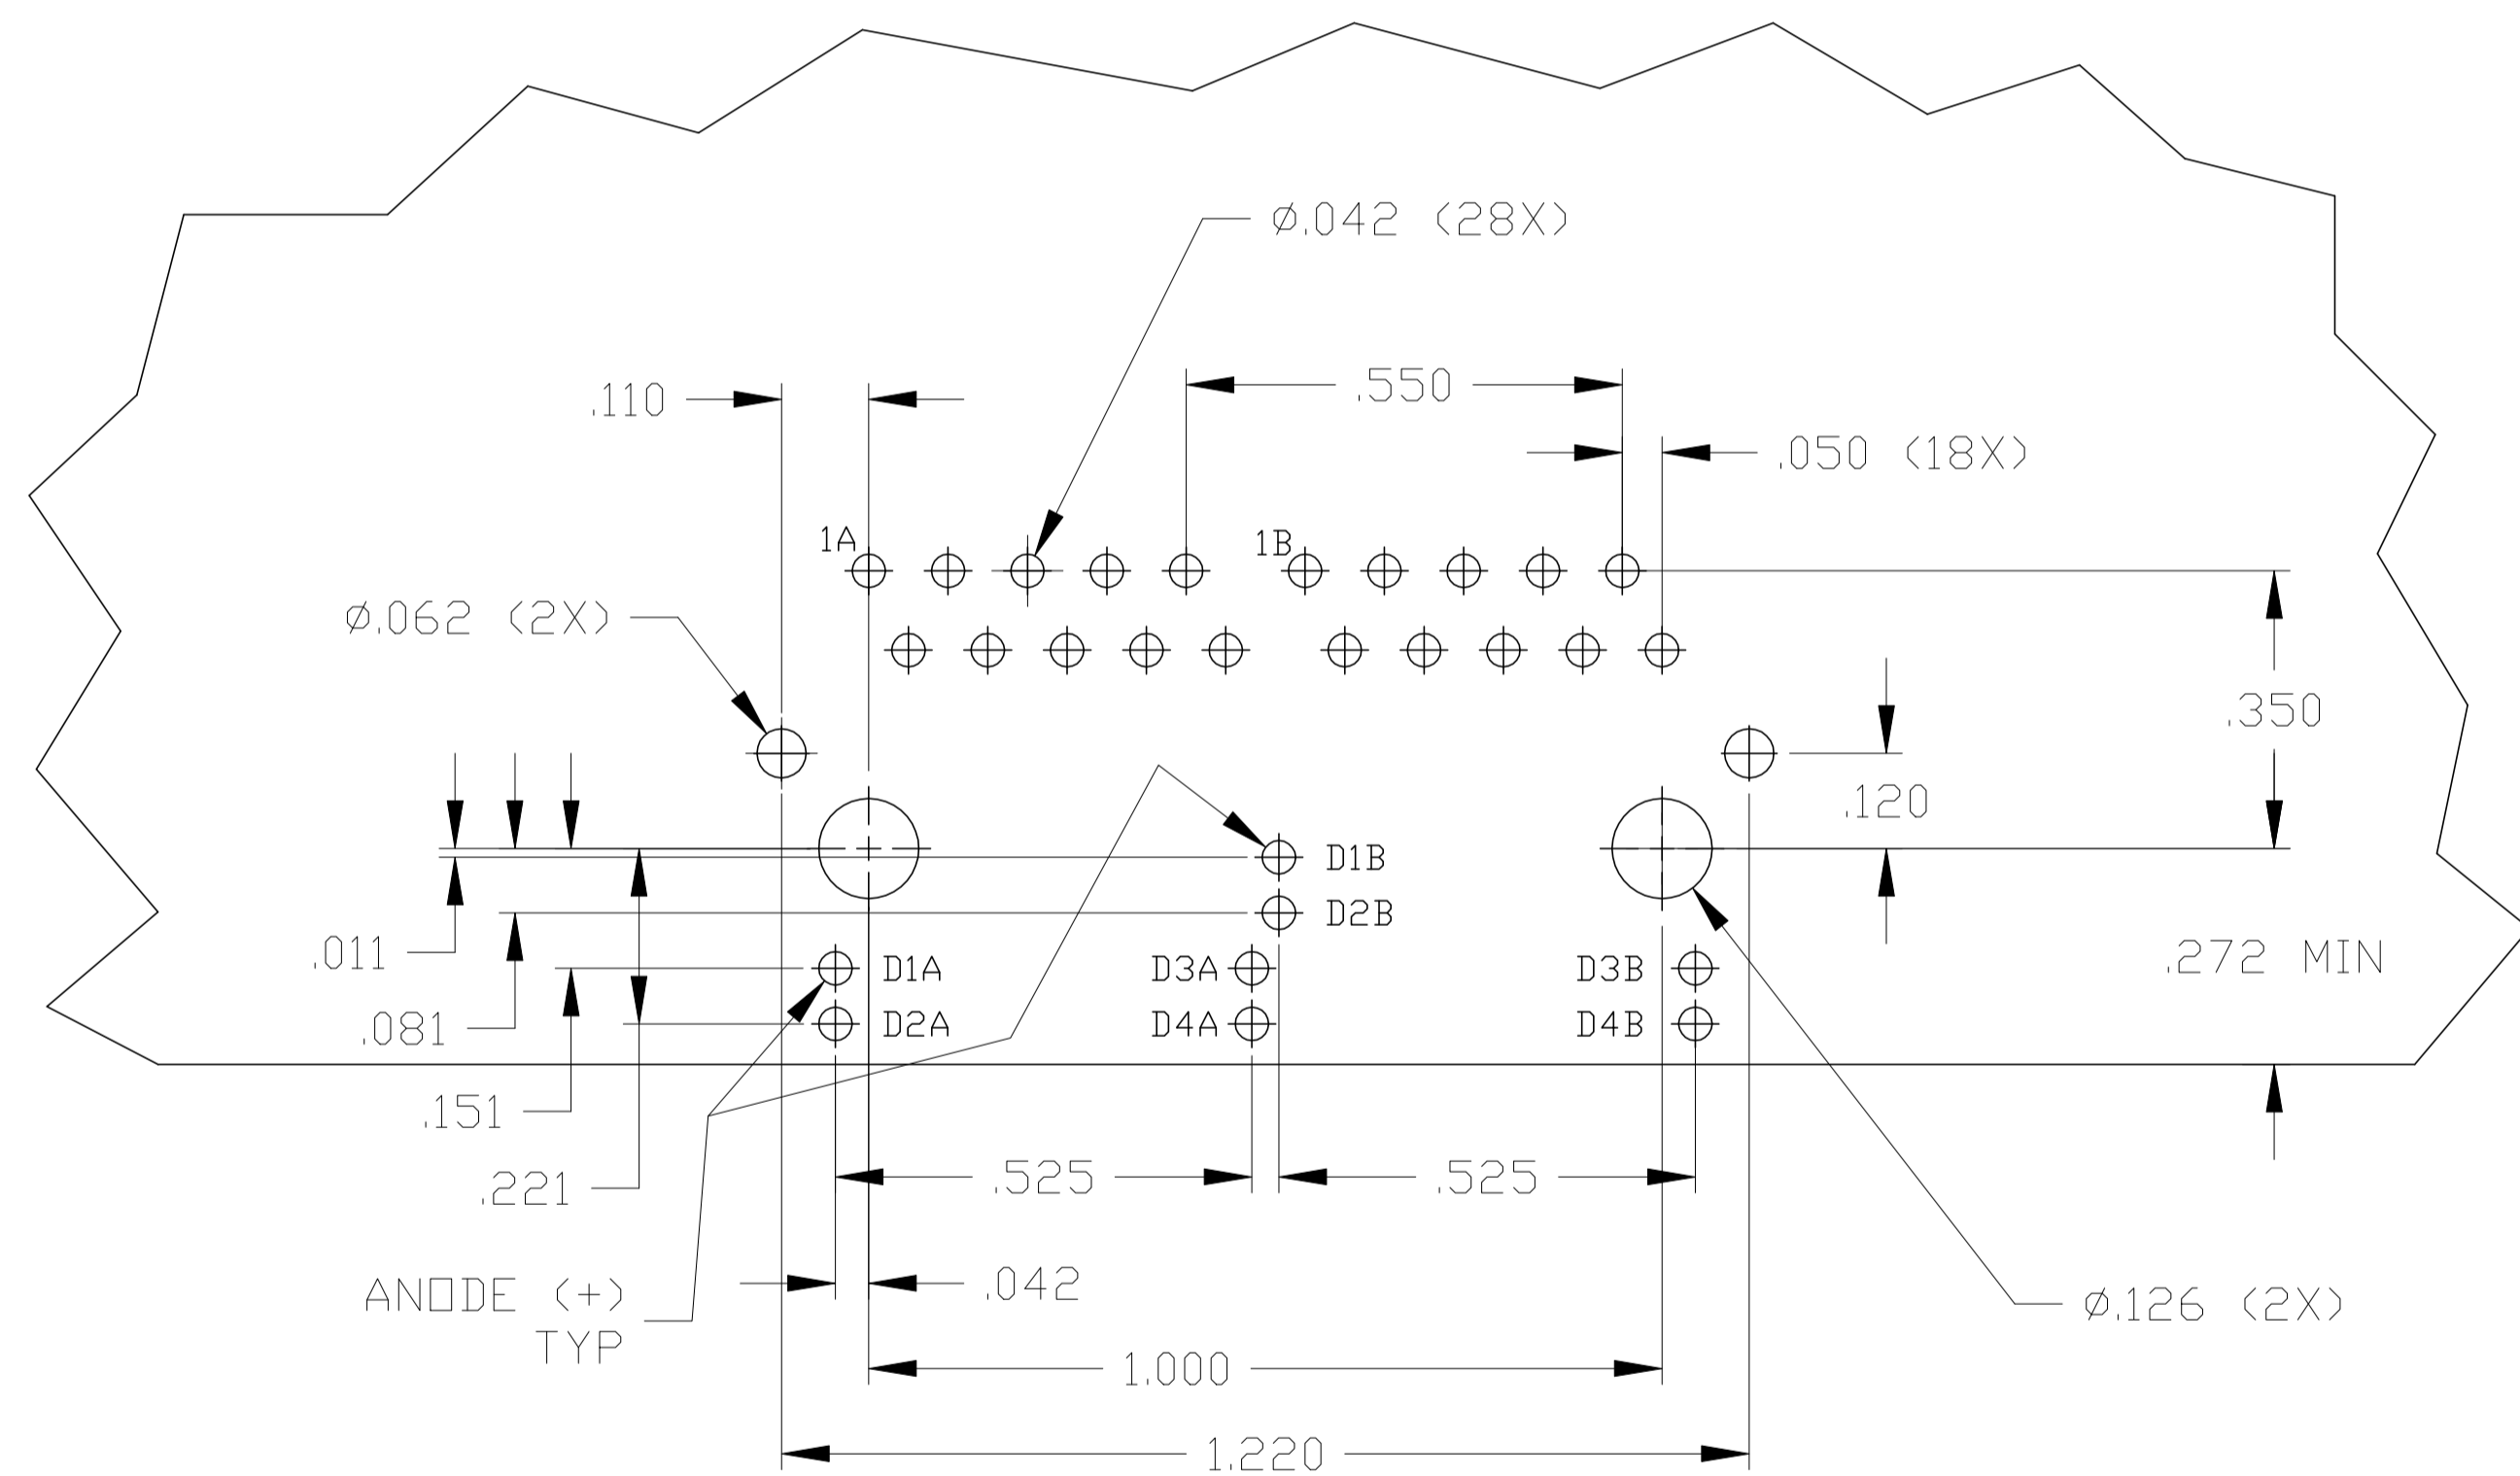 Ø.042 (28X)
.550
.110
.050 (18X)
1A
1B
Ø.062 (2X)
.350
.120
D1B
D2B
.011
D1A
D3A
D3B
.272 MIN
.081
D2A
D4A
D4B
.151
.525
.525
.221
.042
ANODE (+)
TYP
Ø.126 (2X)
1.000
1.220